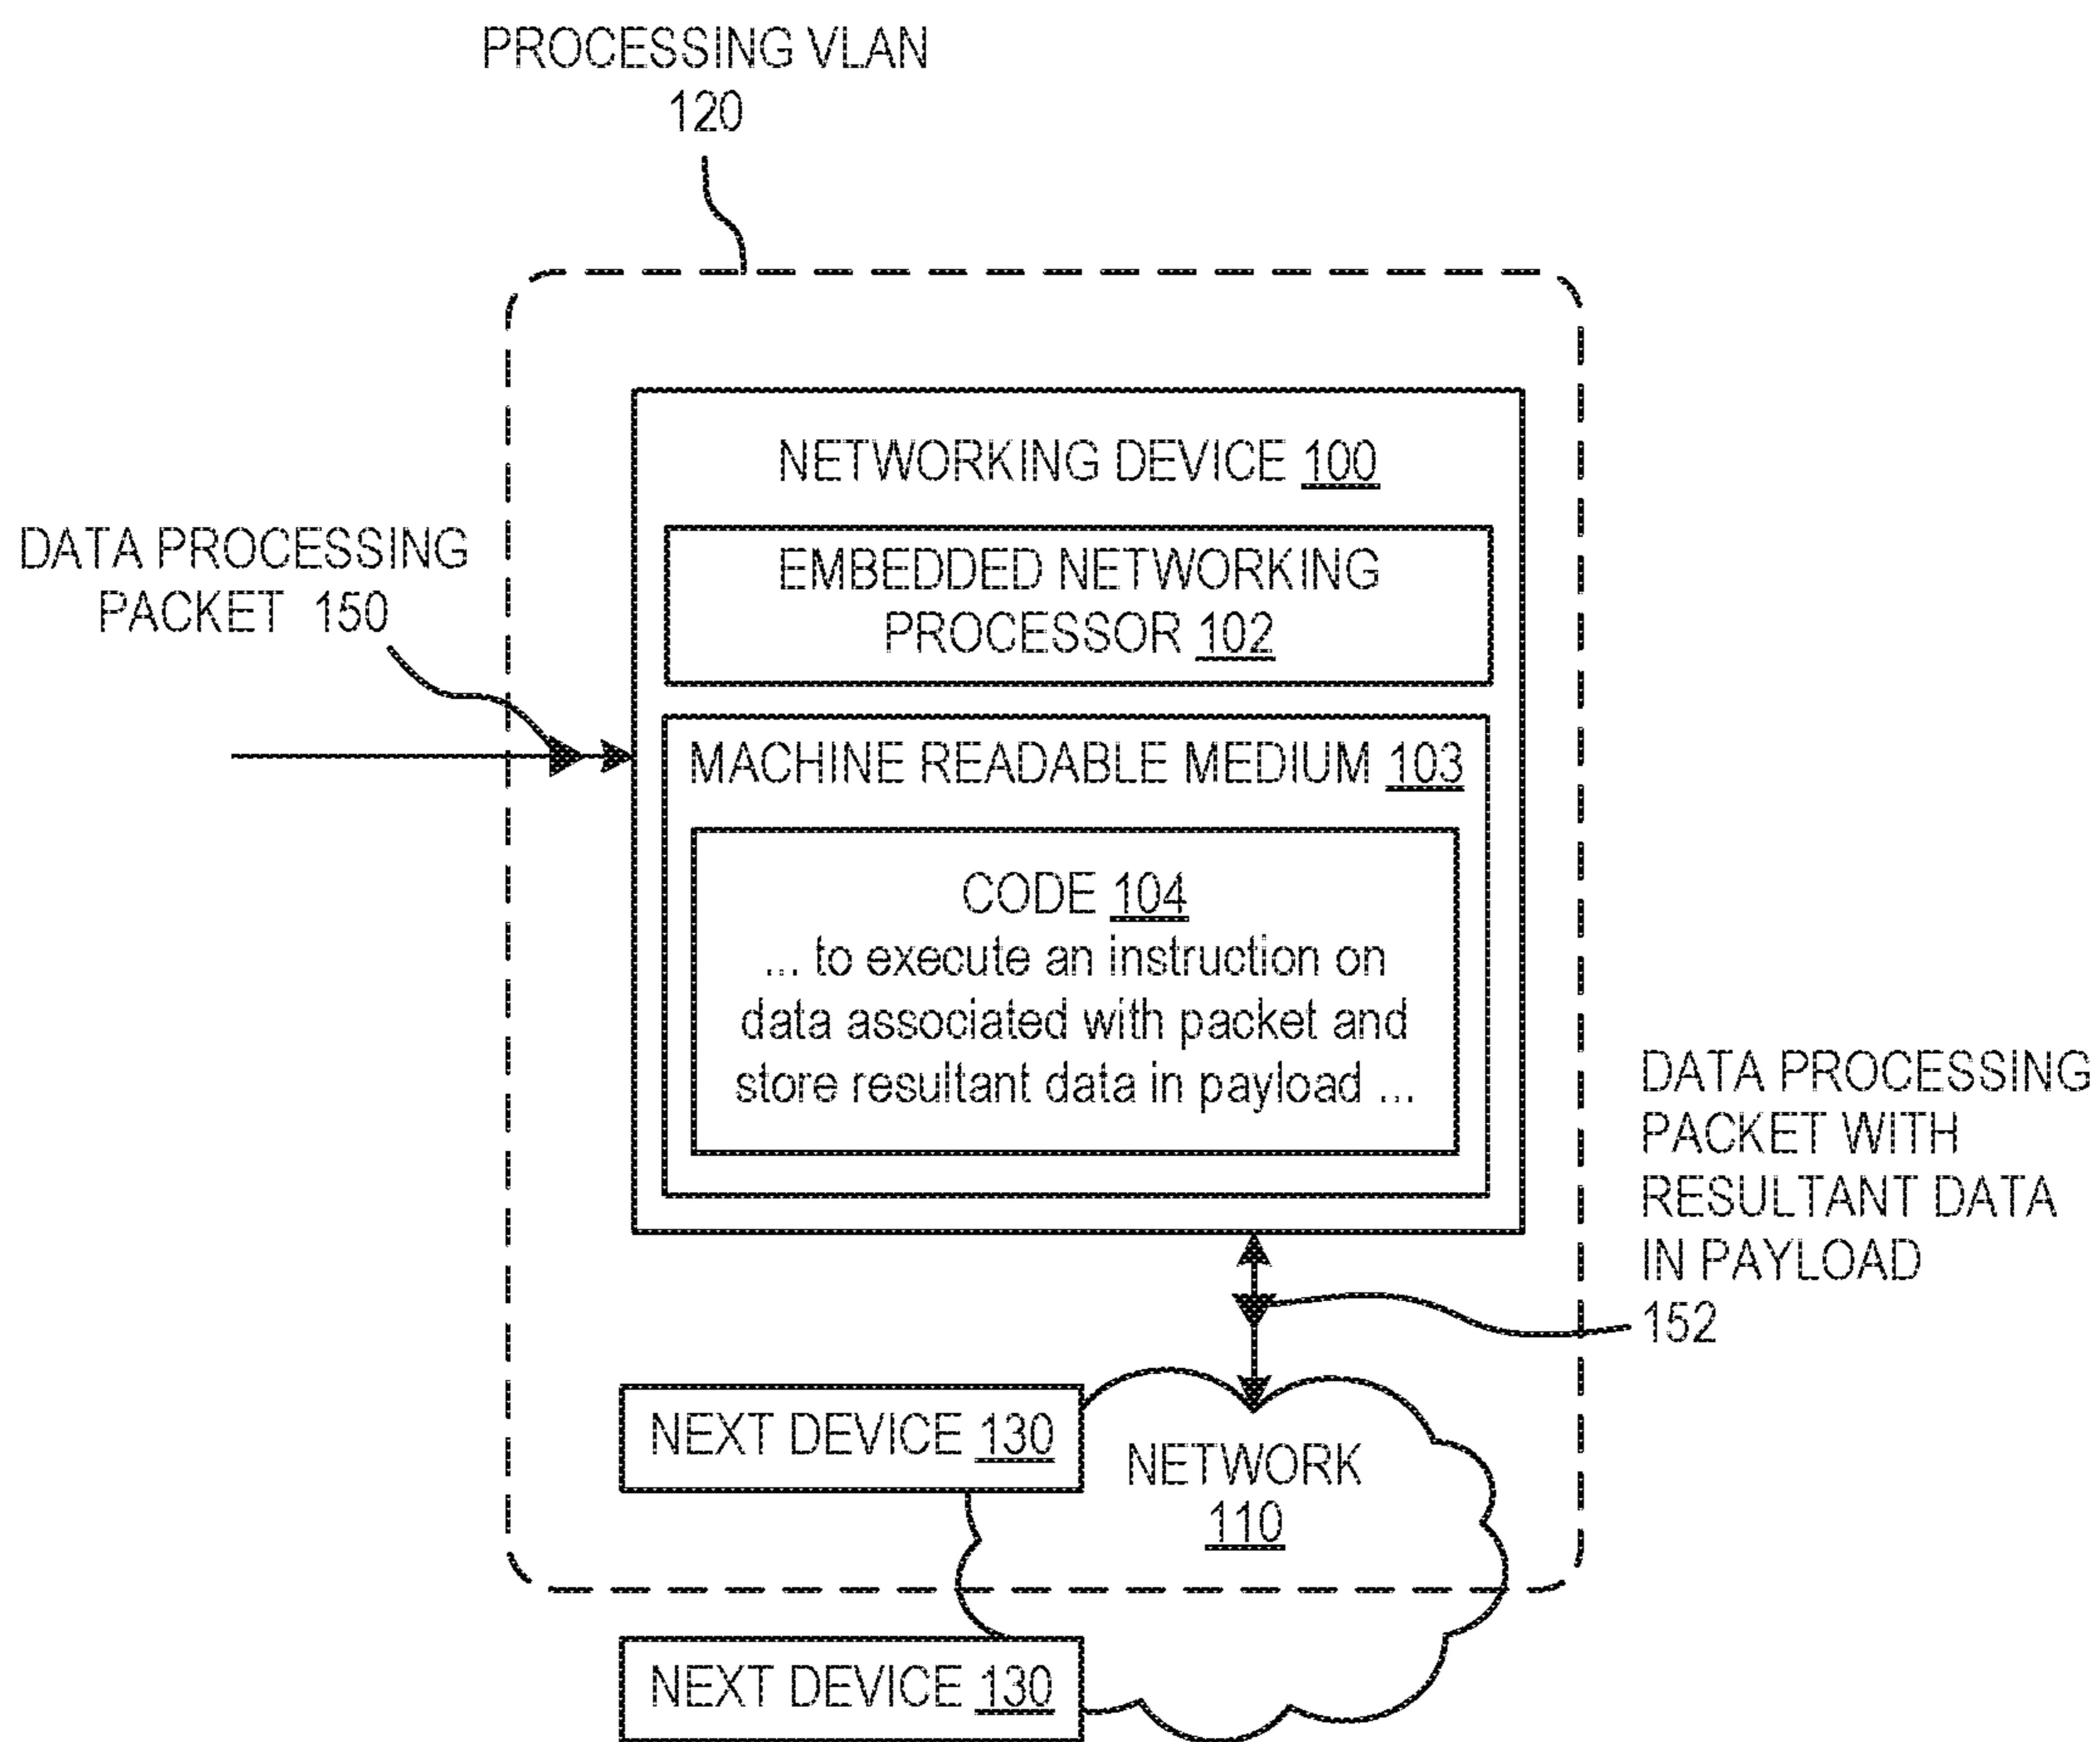 PROCESSING VLAN
120
NETWORKING DEVICE 100
DATA PROCESSING
PACKET 150
EMBEDDED NETWORKING
PROCESSOR 102
MACHINE READABLE MEDIUM 103
CODE 104
... to execute an instruction on
data associated with packet and
store resultant data in payload ...
DATA PROCESSING
PACKET WITH
RESULTANT DATA
IN PAYLOAD
152
NEXT DEVICE 130
NETWORK
110
NEXT DEVICE 130